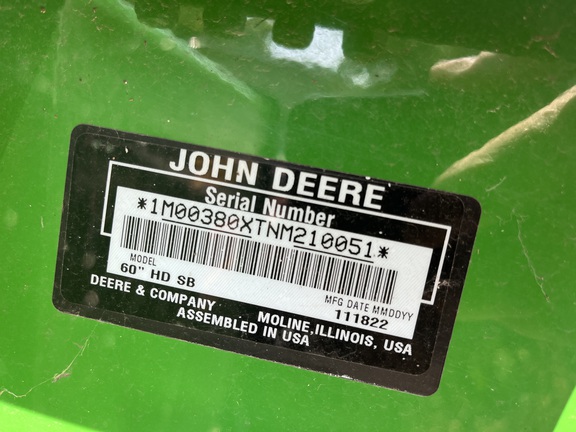 JOHN DEERE
Serial Number
*1M00380XTNM210051*
MODEL
60" HD SB
MFG DATE MMDDYY
111822
DEERE & COMPANY
MOLINE,ILLINOIS, USA
ASSEMBLED IN USA